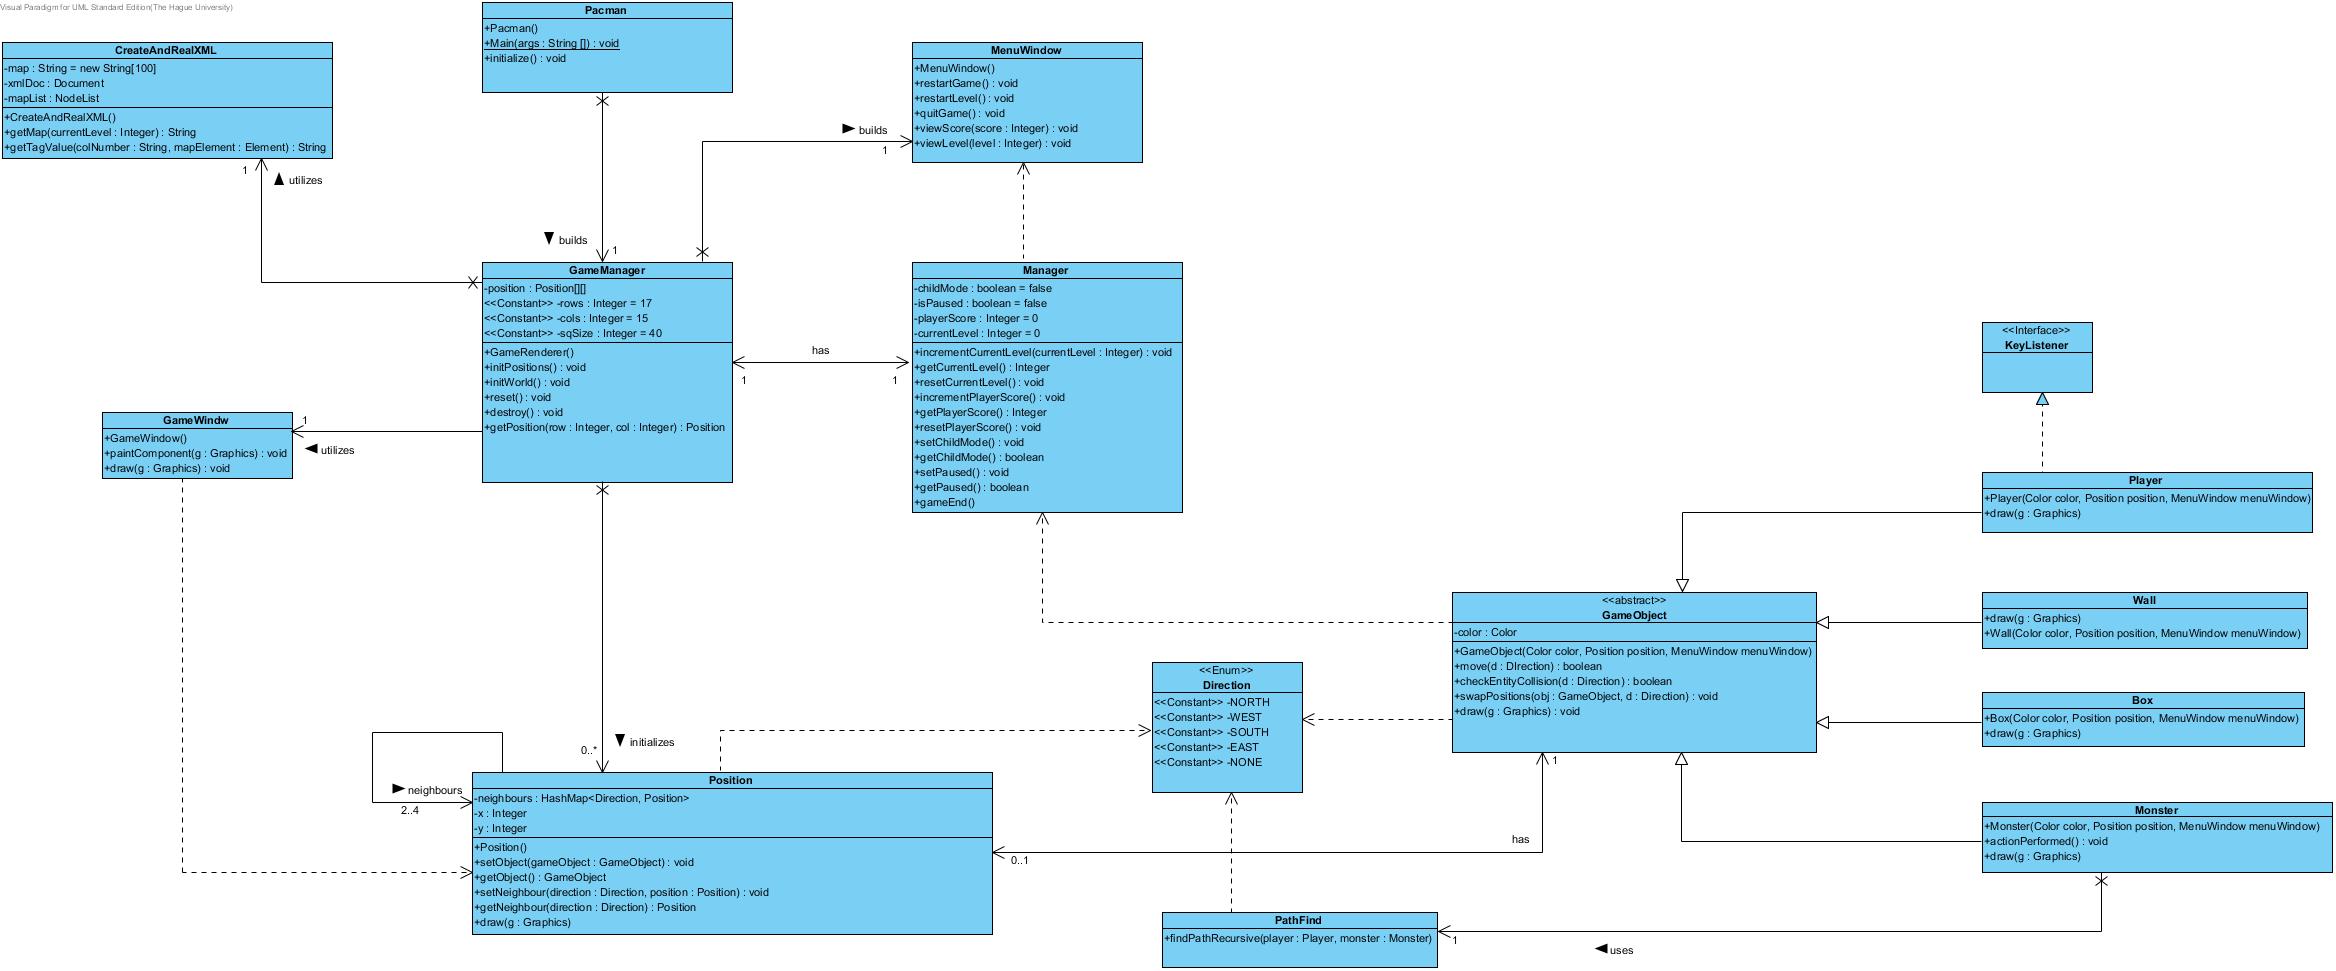 Visual Paradigm for UML Standard Edition(The Hague University)
Pacman
+Pacman()
+Main(args : String []) : void
+initialize() : void
CreateAndRealXML
-map : String = new String[100]
-xmlDoc : Document
-mapList : NodeList
+CreateAndRealXML()
+getMap(currentLevel : Integer) : String
+getTagValue(colNumber : String, mapElement : Element) : String
MenuWindow
+MenuWindow()
+restartGame() : void
+restartLevel() : void
+quitGame() : void
+viewScore(score : Integer) : void
+viewLevel(level : Integer) : void
builds
1
1
utilizes
builds
1
GameManager
-position : Position[][]
<<Constant>> -rows : Integer = 17
<<Constant>> -cols : Integer = 15
<<Constant>> -sqSize : Integer = 40
+GameRenderer()
+initPositions() : void
+initWorld() : void
+reset() : void
+destroy() : void
+getPosition(row : Integer, col : Integer) : Position
has
1
1
Manager
-childMode : boolean = false
-isPaused : boolean = false
-playerScore : Integer = 0
-currentLevel : Integer = 0
+incrementCurrentLevel(currentLevel : Integer) : void
+getCurrentLevel() : Integer
+resetCurrentLevel() : void
+incrementPlayerScore() : void
+getPlayerScore() : Integer
+resetPlayerScore() : void
+setChildMode() : void
+getChildMode() : boolean
+setPaused() : void
+getPaused() : boolean
+gameEnd()
<<Interface>>
KeyListener
GameWindw
+GameWindow()
+paintComponent(g : Graphics) : void
+draw(g : Graphics) : void
1
utilizes
Player
+Player(Color color, Position position, MenuWindow menuWindow)
+draw(g : Graphics)
<<abstract>>
GameObject
-color : Color
+GameObject(Color color, Position position, MenuWindow menuWindow)
+move(d : DIrection) : boolean
+checkEntityCollision(d : Direction) : boolean
+swapPositions(obj : GameObject, d : Direction) : void
+draw(g : Graphics) : void
Wall
+draw(g : Graphics)
+Wall(Color color, Position position, MenuWindow menuWindow)
<<Enum>>
Direction
<<Constant>> -NORTH
<<Constant>> -WEST
<<Constant>> -SOUTH
<<Constant>> -EAST
<<Constant>> -NONE
Box
+Box(Color color, Position position, MenuWindow menuWindow)
+draw(g : Graphics)
0..*
initializes
1
neighbours
2..4
Position
-neighbours : HashMap<Direction, Position>
-x : Integer
-y : Integer
+Position()
+setObject(gameObject : GameObject) : void
+getObject() : GameObject
+setNeighbour(direction : Direction, position : Position) : void
+getNeighbour(direction : Direction) : Position
+draw(g : Graphics)
has
0..1
Monster
+Monster(Color color, Position position, MenuWindow menuWindow)
+actionPerformed() : void
+draw(g : Graphics)
PathFind
+findPathRecursive(player : Player, monster : Monster)
1
uses